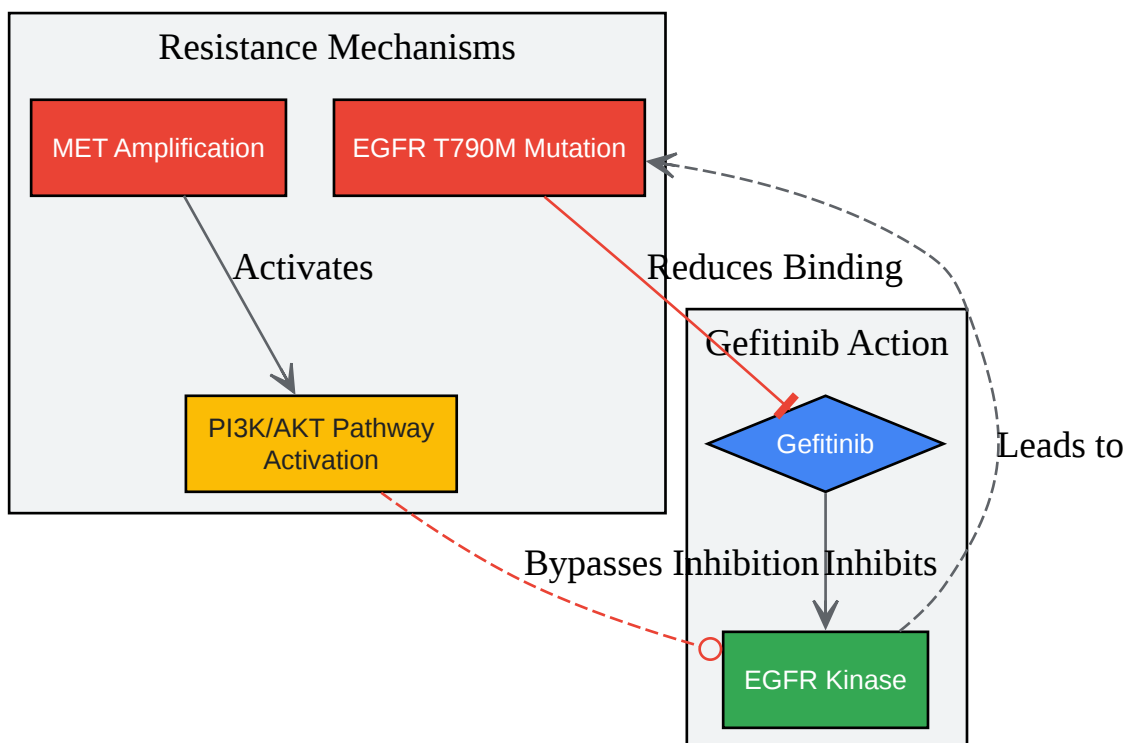 Resistance Mechanisms
MET Amplification
EGFR T790M Mutation
Activates
Reduces Binding
Gefitinib Action
PI3K/AKT Pathway
Activation
Gefitinib
Leads to
Bypasses Inhibition
Inhibits
EGFR Kinase